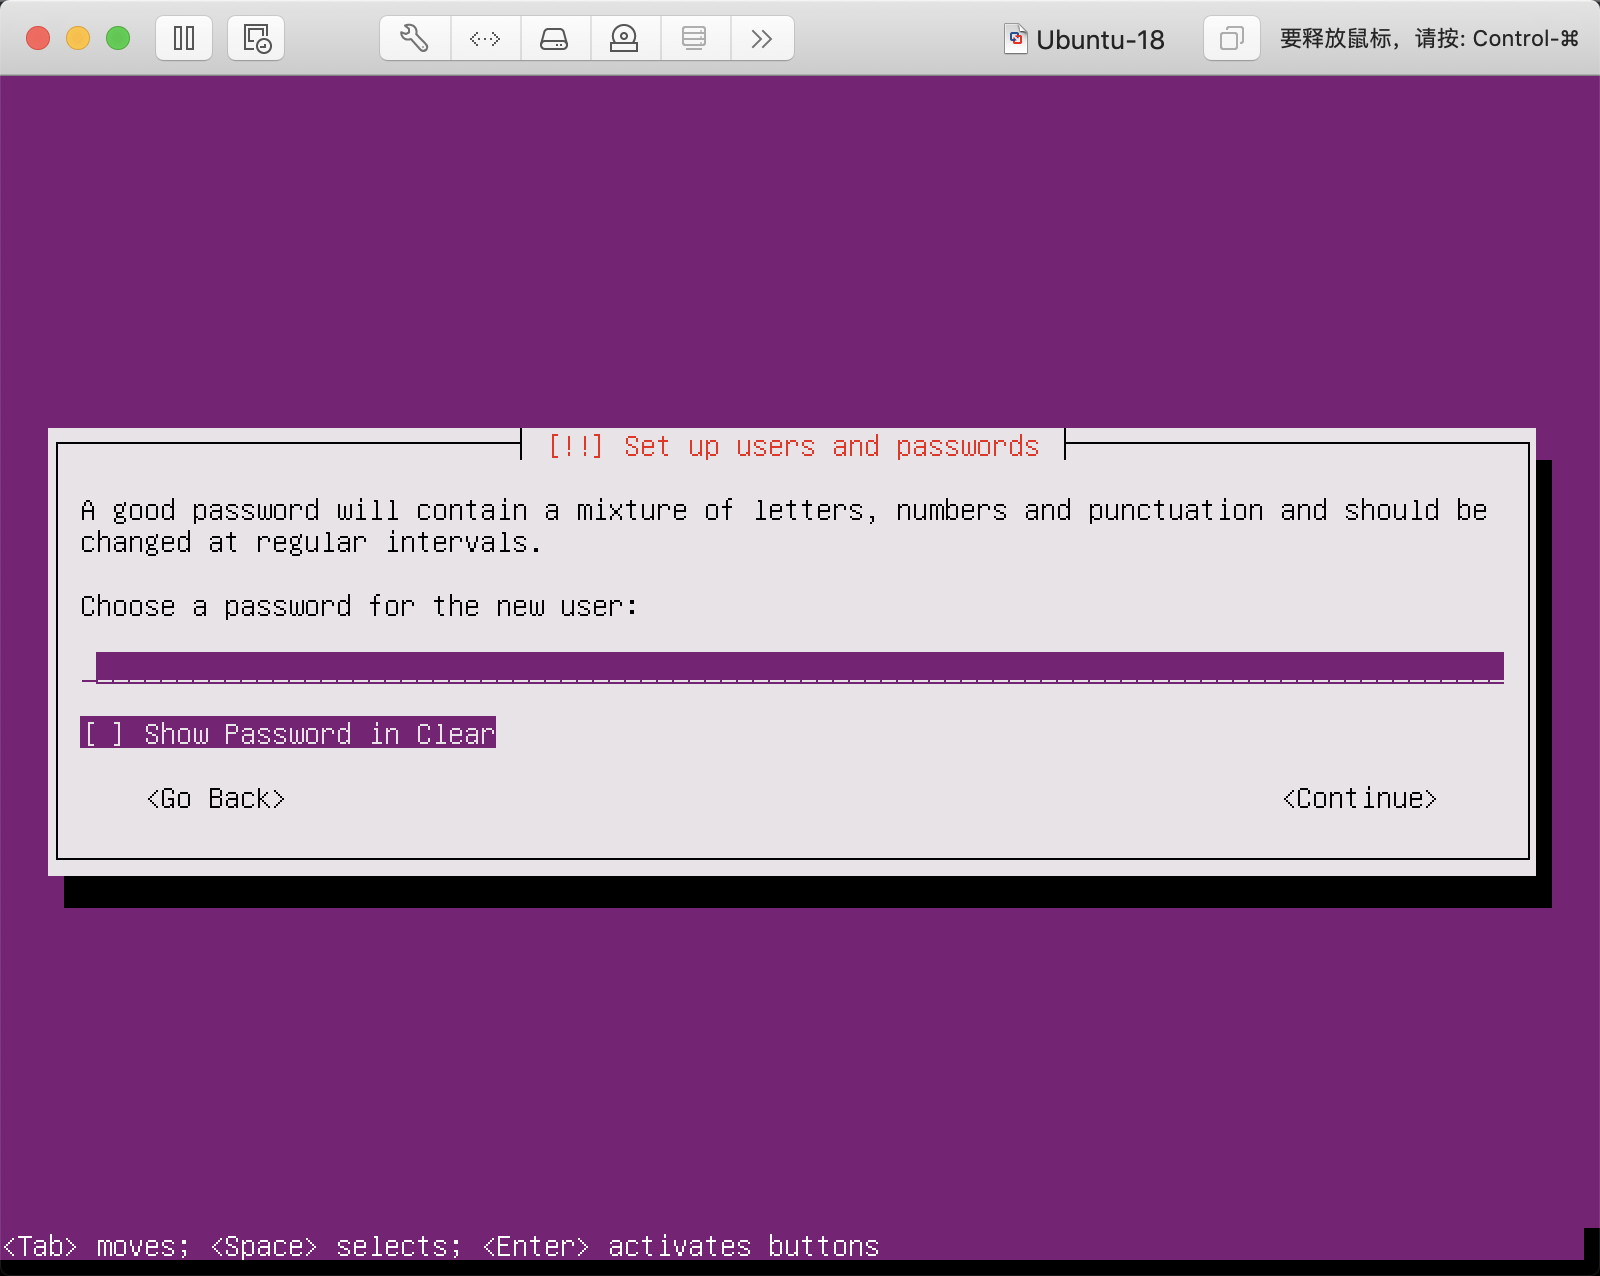 Ubuntu-18 要释放鼠标，请按: Control-⌘
[!!] Set up users and passwords
A good password will contain a mixture of letters, numbers and punctuation and should be
changed at regular intervals.
Choose a password for the new user:
[ ] Show Password in Clear
<Go Back> <Continue>
<Tab> moves; <Space> selects; <Enter> activates buttons